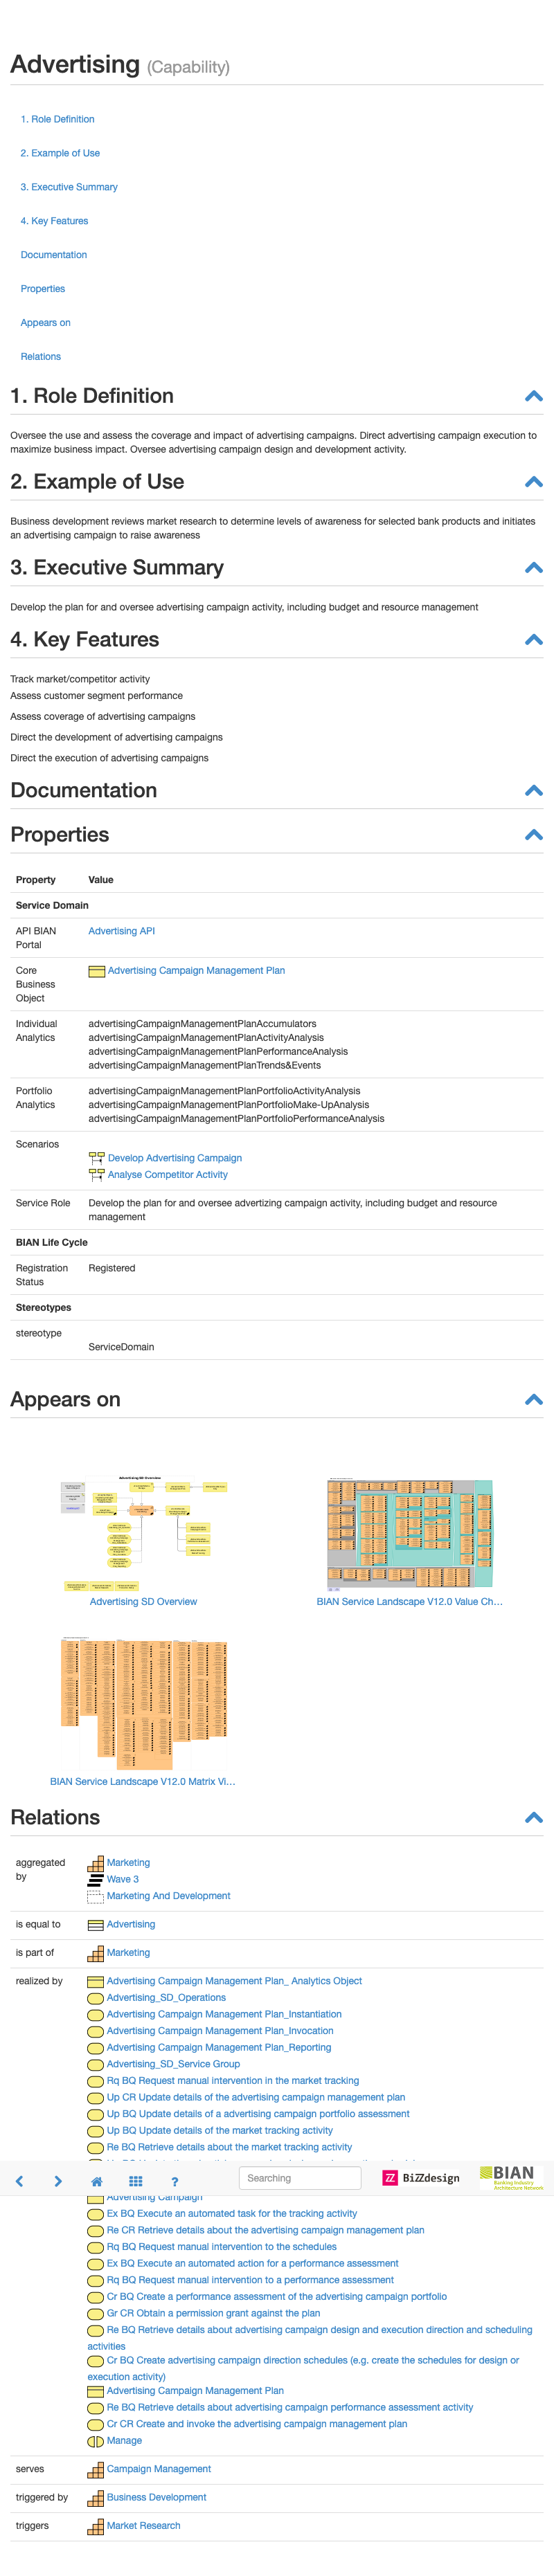 Advertising (Capability)
1. Role Definition
2. Example of Use
3. Executive Summary
4. Key Features
Documentation
Properties
Appears on
Relations
1. Role Definition
Oversee the use and assess the coverage and impact of advertising campaigns. Direct advertising campaign execution to
maximize business impact. Oversee advertising campaign design and development activity.
2. Example of Use
Business development reviews market research to determine levels of awareness for selected bank products and initiates
an advertising campaign to raise awareness
3. Executive Summary
Develop the plan for and oversee advertising campaign activity, including budget and resource management
4. Key Features
Track market/competitor activity
Assess customer segment performance
Assess coverage of advertising campaigns
Direct the development of advertising campaigns
Direct the execution of advertising campaigns
Documentation
Properties
Property Value
Service Domain
API BIAN Advertising API
Portal
Core Advertising Campaign Management Plan
Business
Object
Individual advertisingCampaignManagementPlanAccumulators
Analytics advertisingCampaignManagementPlanActivityAnalysis
advertisingCampaignManagementPlanPerformanceAnalysis
advertisingCampaignManagementPlanTrends&Events
Portfolio advertisingCampaignManagementPlanPortfolioActivityAnalysis
Analytics advertisingCampaignManagementPlanPortfolioMake-UpAnalysis
advertisingCampaignManagementPlanPortfolioPerformanceAnalysis
Scenarios
Develop Advertising Campaign
Analyse Competitor Activity
Service Role Develop the plan for and oversee advertizing campaign activity, including budget and resource
management
BIAN Life Cycle
Registration Registered
Status
Stereotypes
stereotype
ServiceDomain
Appears on
Advertising SD Overview
Advertising SD Overview BIAN Service Landscape V12.0 Value Ch...
BIAN Service Landscape V12.0 Matrix Vi...
Relations
aggregated Marketing
by Wave 3
Marketing And Development
is equal to Advertising
is part of Marketing
realized by Advertising Campaign Management Plan_ Analytics Object
Advertising_SD_Operations
Advertising Campaign Management Plan_Instantiation
Advertising Campaign Management Plan_Invocation
Advertising Campaign Management Plan_Reporting
Advertising_SD_Service Group
Rq BQ Request manual intervention in the market tracking
Up CR Update details of the advertising campaign management plan
Up BQ Update details of a advertising campaign portfolio assessment
Up BQ Update details of the market tracking activity
Re BQ Retrieve details about the market tracking activity
? Searching BiZZdesign BIAN
Banking Industry
Architecture Network
Advertising Campaign
Ex BQ Execute an automated task for the tracking activity
Re CR Retrieve details about the advertising campaign management plan
Rq BQ Request manual intervention to the schedules
Ex BQ Execute an automated action for a performance assessment
Rq BQ Request manual intervention to a performance assessment
Cr BQ Create a performance assessment of the advertising campaign portfolio
Gr CR Obtain a permission grant against the plan
Re BQ Retrieve details about advertising campaign design and execution direction and scheduling
activities
Cr BQ Create advertising campaign direction schedules (e.g. create the schedules for design or
execution activity)
Advertising Campaign Management Plan
Re BQ Retrieve details about advertising campaign performance assessment activity
Cr CR Create and invoke the advertising campaign management plan
Manage
serves Campaign Management
triggered by Business Development
triggers Market Research